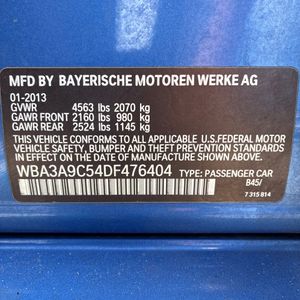 MFD BY BAYERISCHE MOTOREN WERKE AG
01-2013
GVWR 4563 lbs 2070 kg
GAWR FRONT 2160 lbs 980 kg
GAWR REAR 2524 lbs 1145 kg
THIS VEHICLE CONFORMS TO ALL APPLICABLE U.S. FEDERAL MOTOR
VEHICLE SAFETY, BUMPER, AND THEFT PREVENTION STANDARDS
IN EFFECT ON THE DATE OF MANUFACTURE SHOWN ABOVE.
WBA3A9C54DF476404 TYPE: PASSENGER CAR
B45/
7 315 814